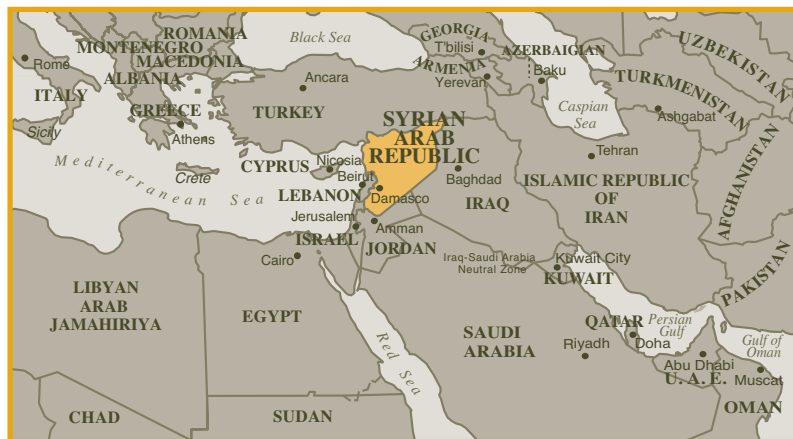 ROMANIA
Black Sea
GEORGIA
T'bilisi
UZBEKISTAN
MONTENEGRO
MACEDONIA
AZERBAIGIAN
Rome
ALBANIA
ARMENIA
Baku
Yerevan
TURKMENISTAN
Ancara
ITALY
GREECE
TURKEY
Caspian
Sea
Ashgabat
SYRIAN
ARAB
REPUBLIC
Sicily
Athens
Tehran
Mediterranean Sea
Crete
CYPRUS
Nicosia
Beirut
Baghdad
AFGHANISTAN
LEBANON
Damasco
ISLAMIC REPUBLIC
OF
IRAN
IRAQ
Jerusalem
Amman
ISRAEL
JORDAN
Cairo
Iraq-Saudi Arabia
Neutral Zone
Kuwait City
KUWAIT
PAKISTAN
LIBYAN
ARAB
JAMAHIRIYA
EGYPT
SAUDI
ARABIA
QATAR
Persian
Gulf
Riyadh
Doha
Gulf of
Oman
Red Sea
Abu Dhabi
U. A. E.
Muscat
OMAN
CHAD
SUDAN